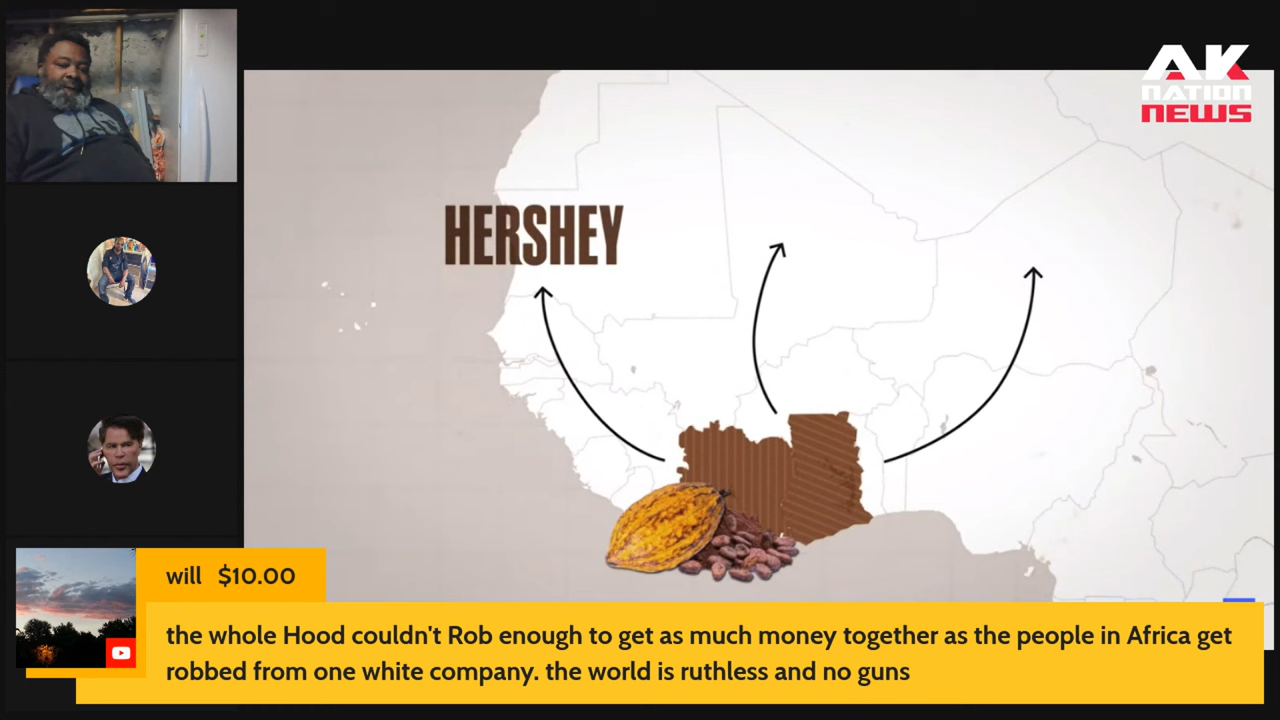 AK
NATION
NEWS
HERSHEY
will $10.00
the whole Hood couldn't Rob enough to get as much money together as the people in Africa get
robbed from one white company. the world is ruthless and no guns